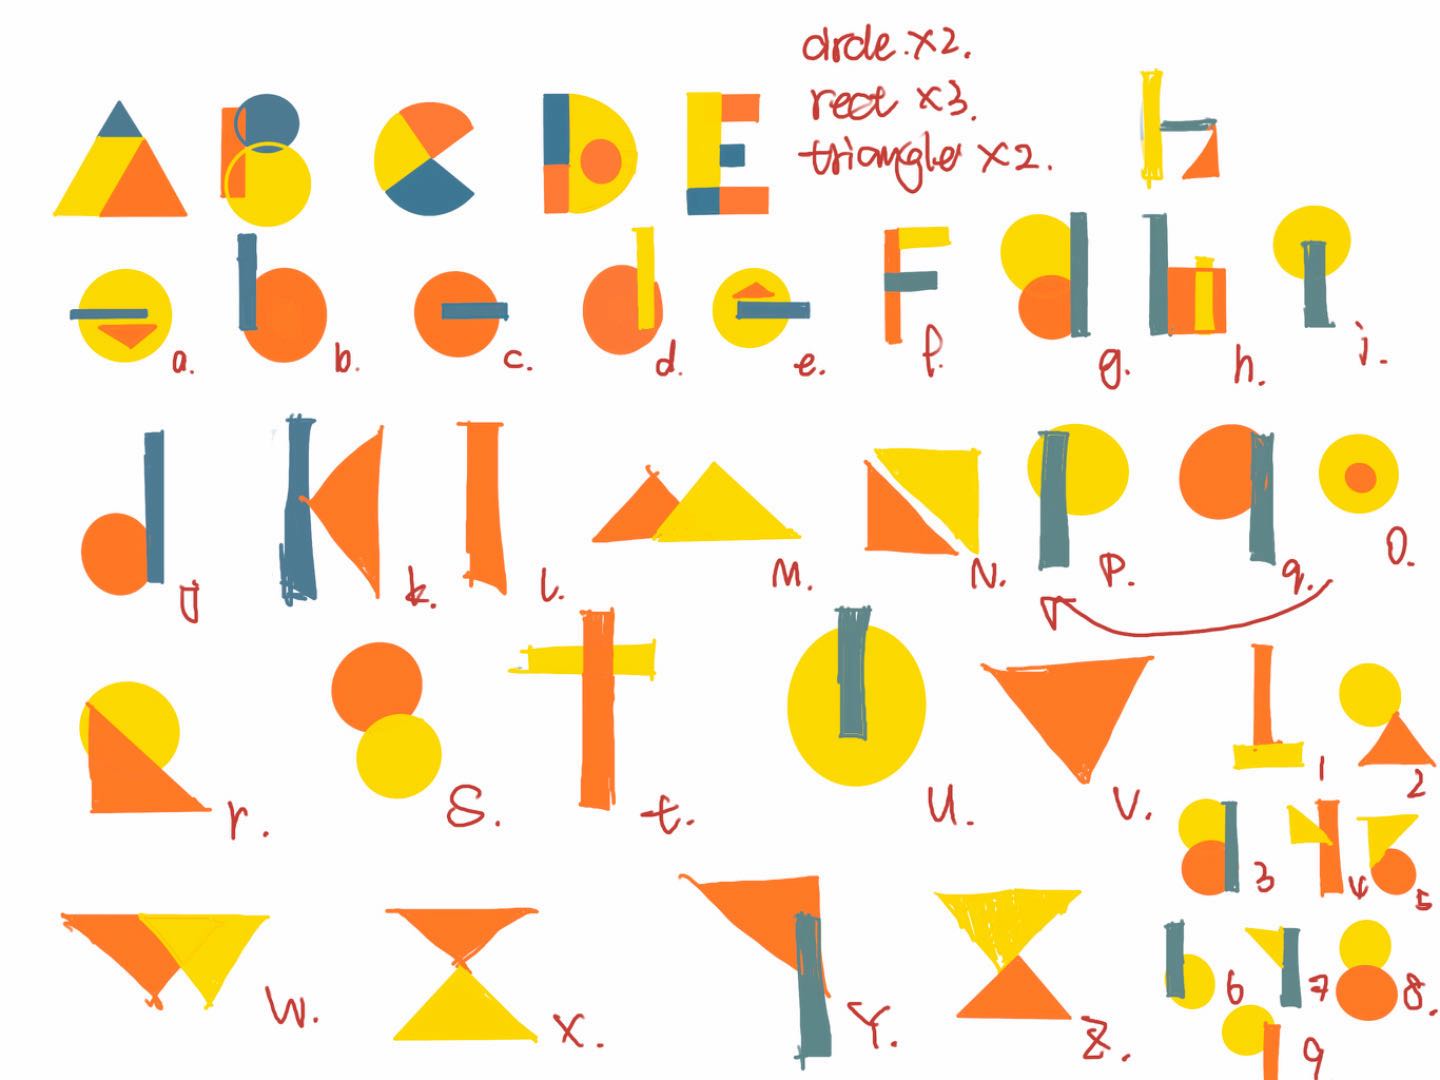 A B C D E
circle x2.
rect x3.
triangle x2.
h
a. b. c. d. e. f. g. h. i.
j k. l. M. N. P. q. O.
r. S. t. U. V. 1 2
3 4 5
W. X. Y. Z. 6 7 8.
9